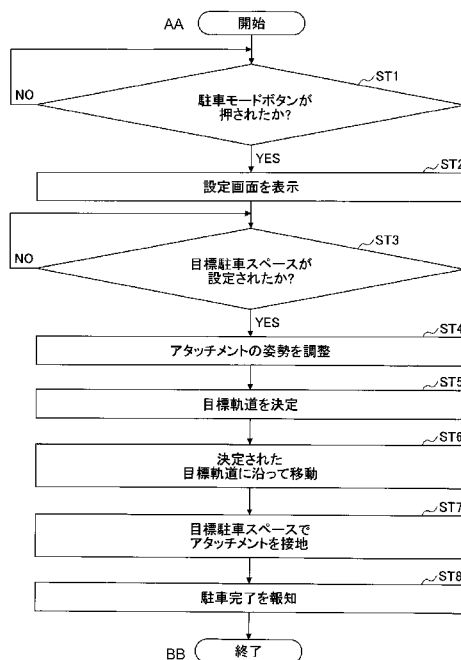 AA 開始
ST1
駐車モードボタンが
押されたか?
NO
YES
ST2
設定画面を表示
ST3
目標駐車スペースが
設定されたか?
NO
YES
ST4
アタッチメントの姿勢を調整
ST5
目標軌道を決定
ST6
決定された
目標軌道に沿って移動
ST7
目標駐車スペースで
アタッチメントを接地
ST8
駐車完了を報知
BB 終了